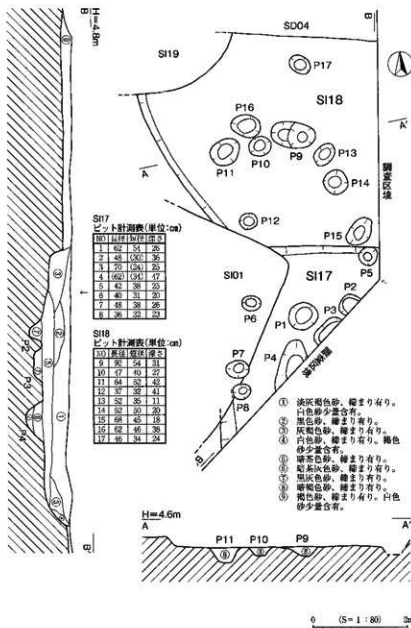 H=4.8m
B
B
SD04
SI19
P17
SI18
P16
P11
P10
P9
P13
P14
A
A'
調査区境
P12
P15
SI17
ピット計測表(単位:cm)
NO 長径 短径 深さ
1 62 54 26
2 48 (30) 36
3 70 (24) 25
4 (62) (34) 47
5 42 38 23
6 40 31 20
7 48 38 26
8 36 32 23
SI01
SI17
P5
P6
P1
P2
P3
P4
調査区境
P7
P8
B'
SI18
ピット計測表(単位:cm)
NO 長径 短径 深さ
9 92 54 31
10 47 40 27
11 64 52 42
12 37 32 41
13 52 35 11
14 52 50 20
15 68 45 18
16 62 46 38
17 46 34 24
P2
P3
P4
B'
① 淡灰褐色砂、締まり有り。
白色砂少量含有。
② 黒色砂、締まり有り。
③ 灰褐色砂、締まり有り。
④ 白色砂、締まり有り。褐色
砂少量含有。
⑤ 暗茶色砂、締まり有り。
⑥ 暗茶灰色砂、締まり有り。
⑦ 黒灰色砂、締まり有り。
⑧ 暗褐色砂、締まり有り。
⑨ 褐色砂、締まり有り。白色
砂少量含有。
H=4.6m
A
A'
P11
P10
P9
0 (S=1:80) 2m